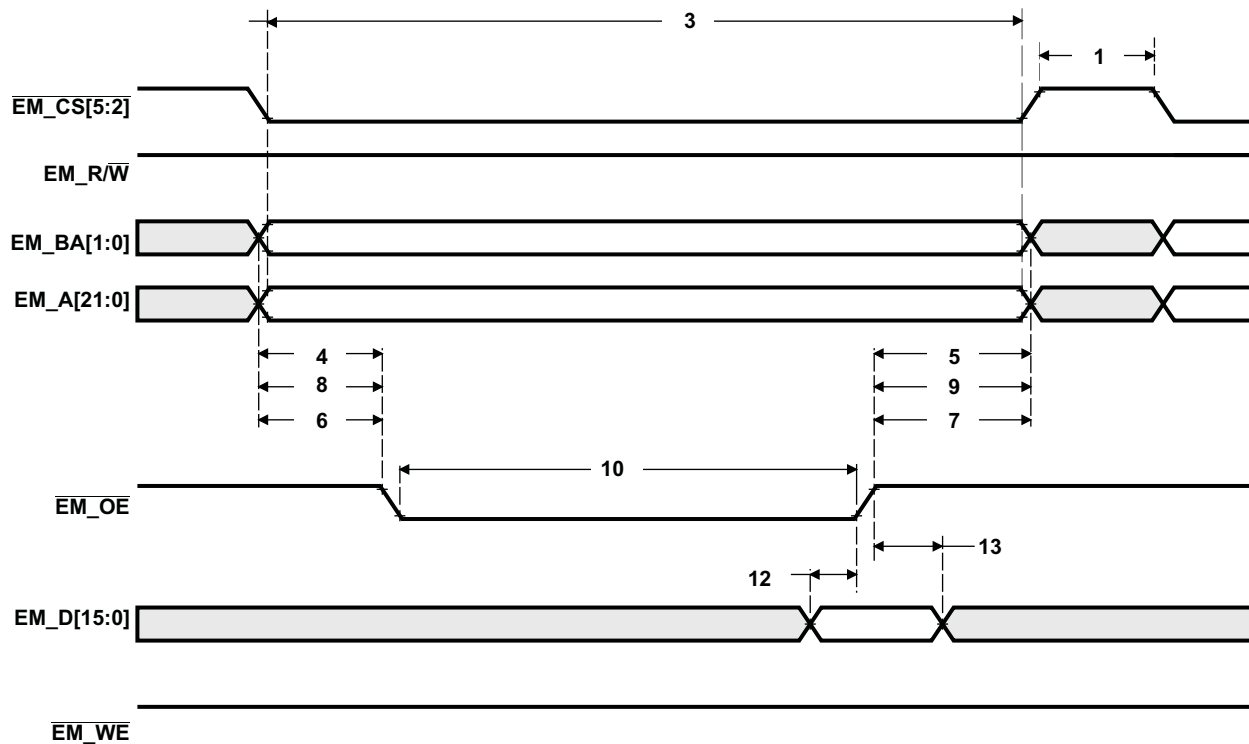 3
1
EM_CS[5:2]
EM_R/W
EM_BA[1:0]
EM_A[21:0]
4 5
8 9
6 7
10
EM_OE
13
12
EM_D[15:0]
EM_WE